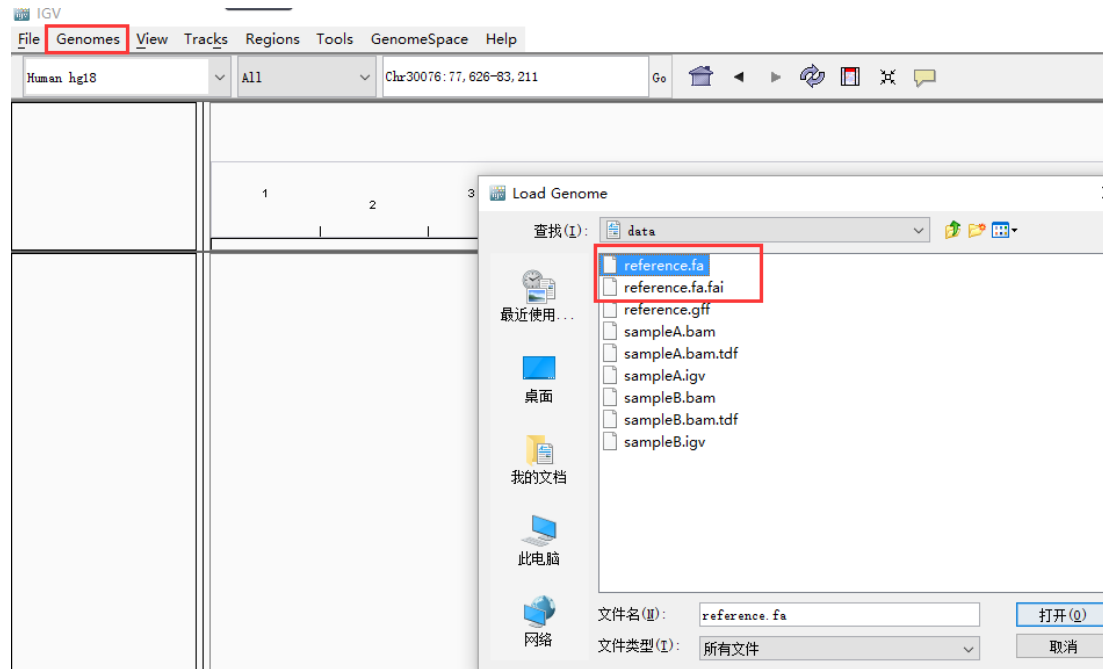 IGV
File Genomes View Tracks Regions Tools GenomeSpace Help
Human hg18 All Chr30076:77,626-83,211 Go
1 2 3
Load Genome
查找(I): data
reference.fa
reference.fa.fai
reference.gff
sampleA.bam
sampleA.bam.tdf
sampleA.igv
sampleB.bam
sampleB.bam.tdf
sampleB.igv
最近使用...
桌面
我的文档
此电脑
网络
文件名(N): reference.fa 打开(O)
文件类型(T): 所有文件 取消